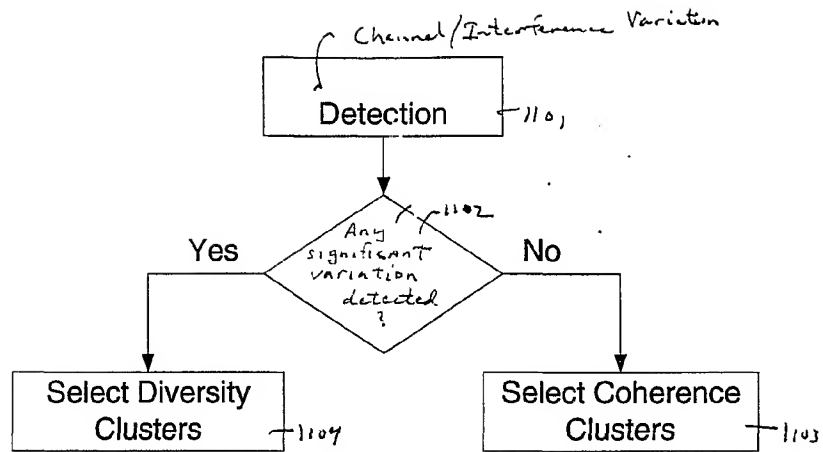 Channel/Interference Variation
Detection
1101
1102
Any
significant
variation
detected
?
Yes
No
Select Diversity
Clusters
1104
Select Coherence
Clusters
1103